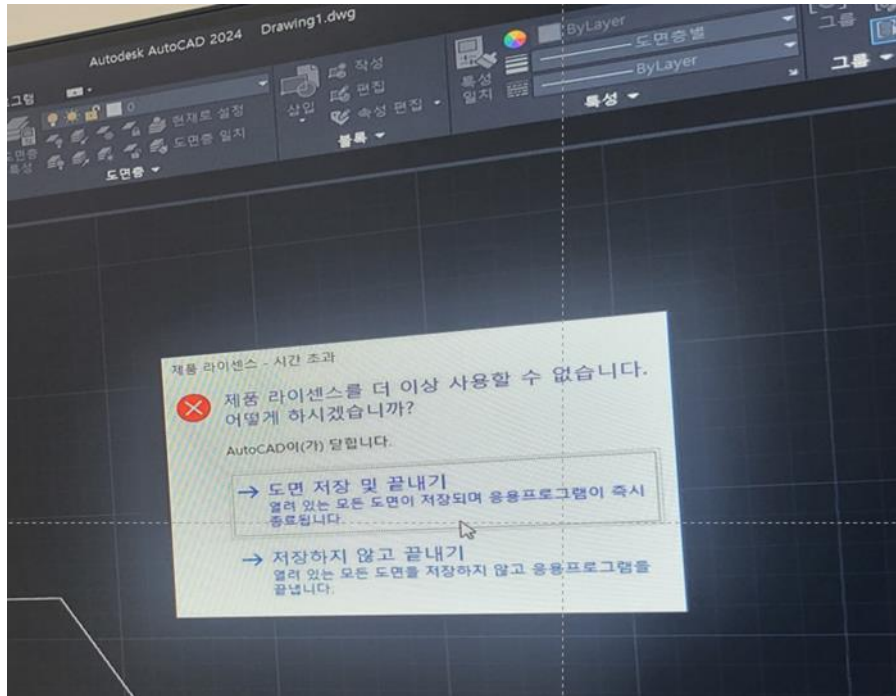 Autodesk AutoCAD 2024 Drawing1.dwg
작성
편집
속성 편집
삽입
블록
0
현재로 설정
도면층 일치
도면층
특성
도면층
특성
일치
ByLayer
도면층별
ByLayer
특성
그룹
그룹
제품 라이센스 - 시간 초과
제품 라이센스를 더 이상 사용할 수 없습니다.
어떻게 하시겠습니까?
AutoCAD이(가) 닫힙니다.
→ 도면 저장 및 끝내기
열려 있는 모든 도면이 저장되며 응용프로그램이 즉시
종료됩니다.
→ 저장하지 않고 끝내기
열려 있는 모든 도면을 저장하지 않고 응용프로그램을
끝냅니다.